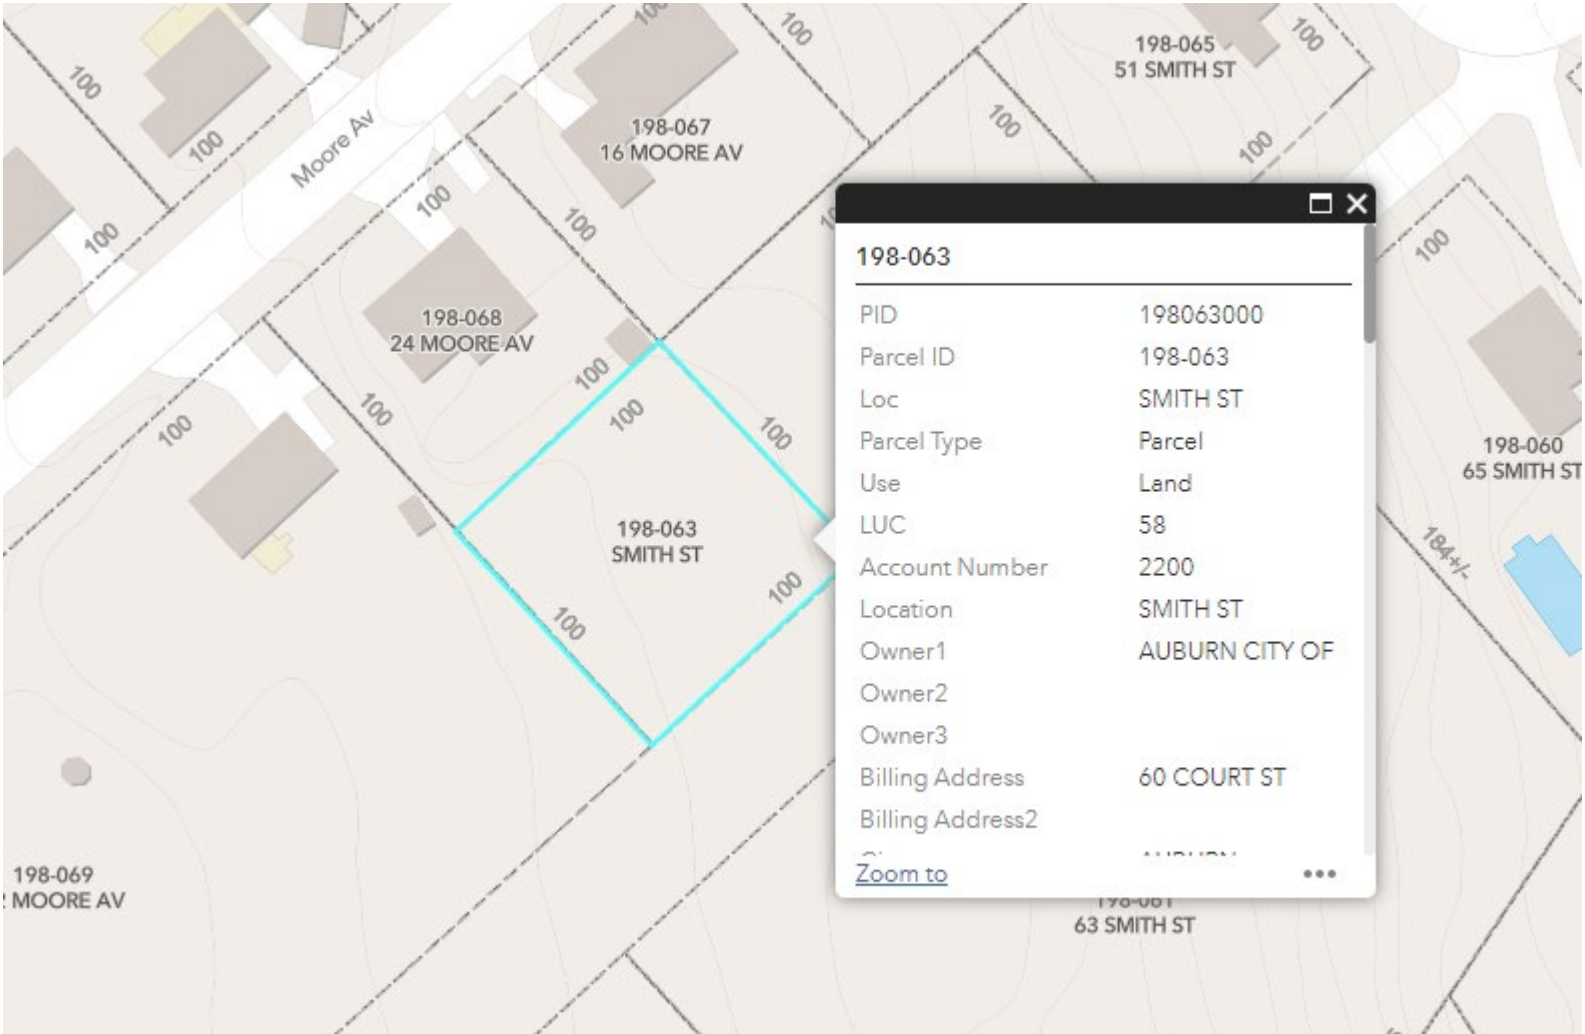 100
100
100
198-065
51 SMITH ST
100
100
Moore Av
198-067
16 MOORE AV
100
100
100
100
100
100
100
198-063
PID 198063000
Parcel ID 198-063
Loc SMITH ST
Parcel Type Parcel
Use Land
LUC 58
Account Number 2200
Location SMITH ST
Owner1 AUBURN CITY OF
Owner2
Owner3
Billing Address 60 COURT ST
Billing Address2
Zoom to
198-068
24 MOORE AV
100
100
100
100
100
198-060
65 SMITH ST
198-063
SMITH ST
184+/-
100
100
198-069
MOORE AV
198-061
63 SMITH ST